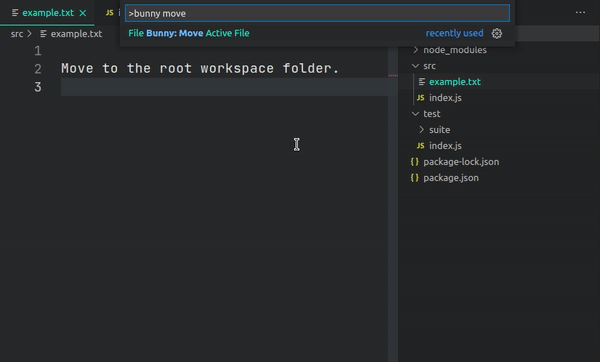 example.txt
JS
>bunny move
File Bunny: Move Active File recently used
src > example.txt
1
2 Move to the root workspace folder.
3
node_modules
src
example.txt
JS index.js
test
suite
JS index.js
{} package-lock.json
{} package.json